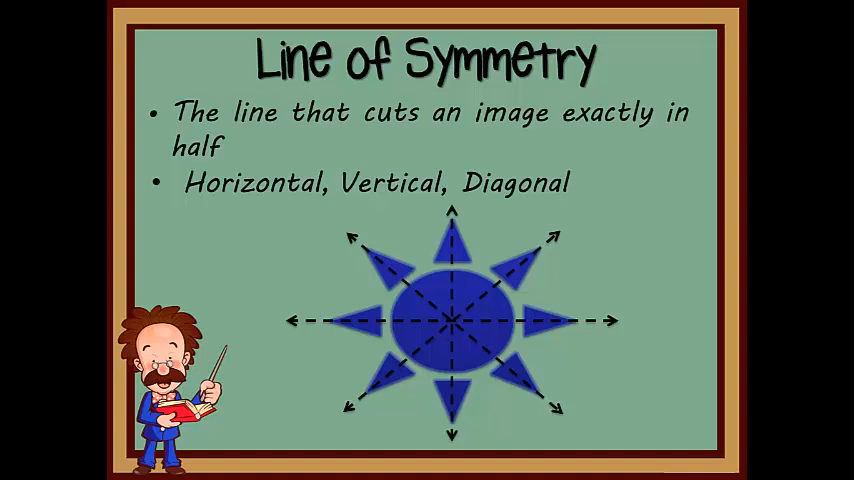 Line of Symmetry
• The line that cuts an image exactly in
half
• Horizontal, Vertical, Diagonal